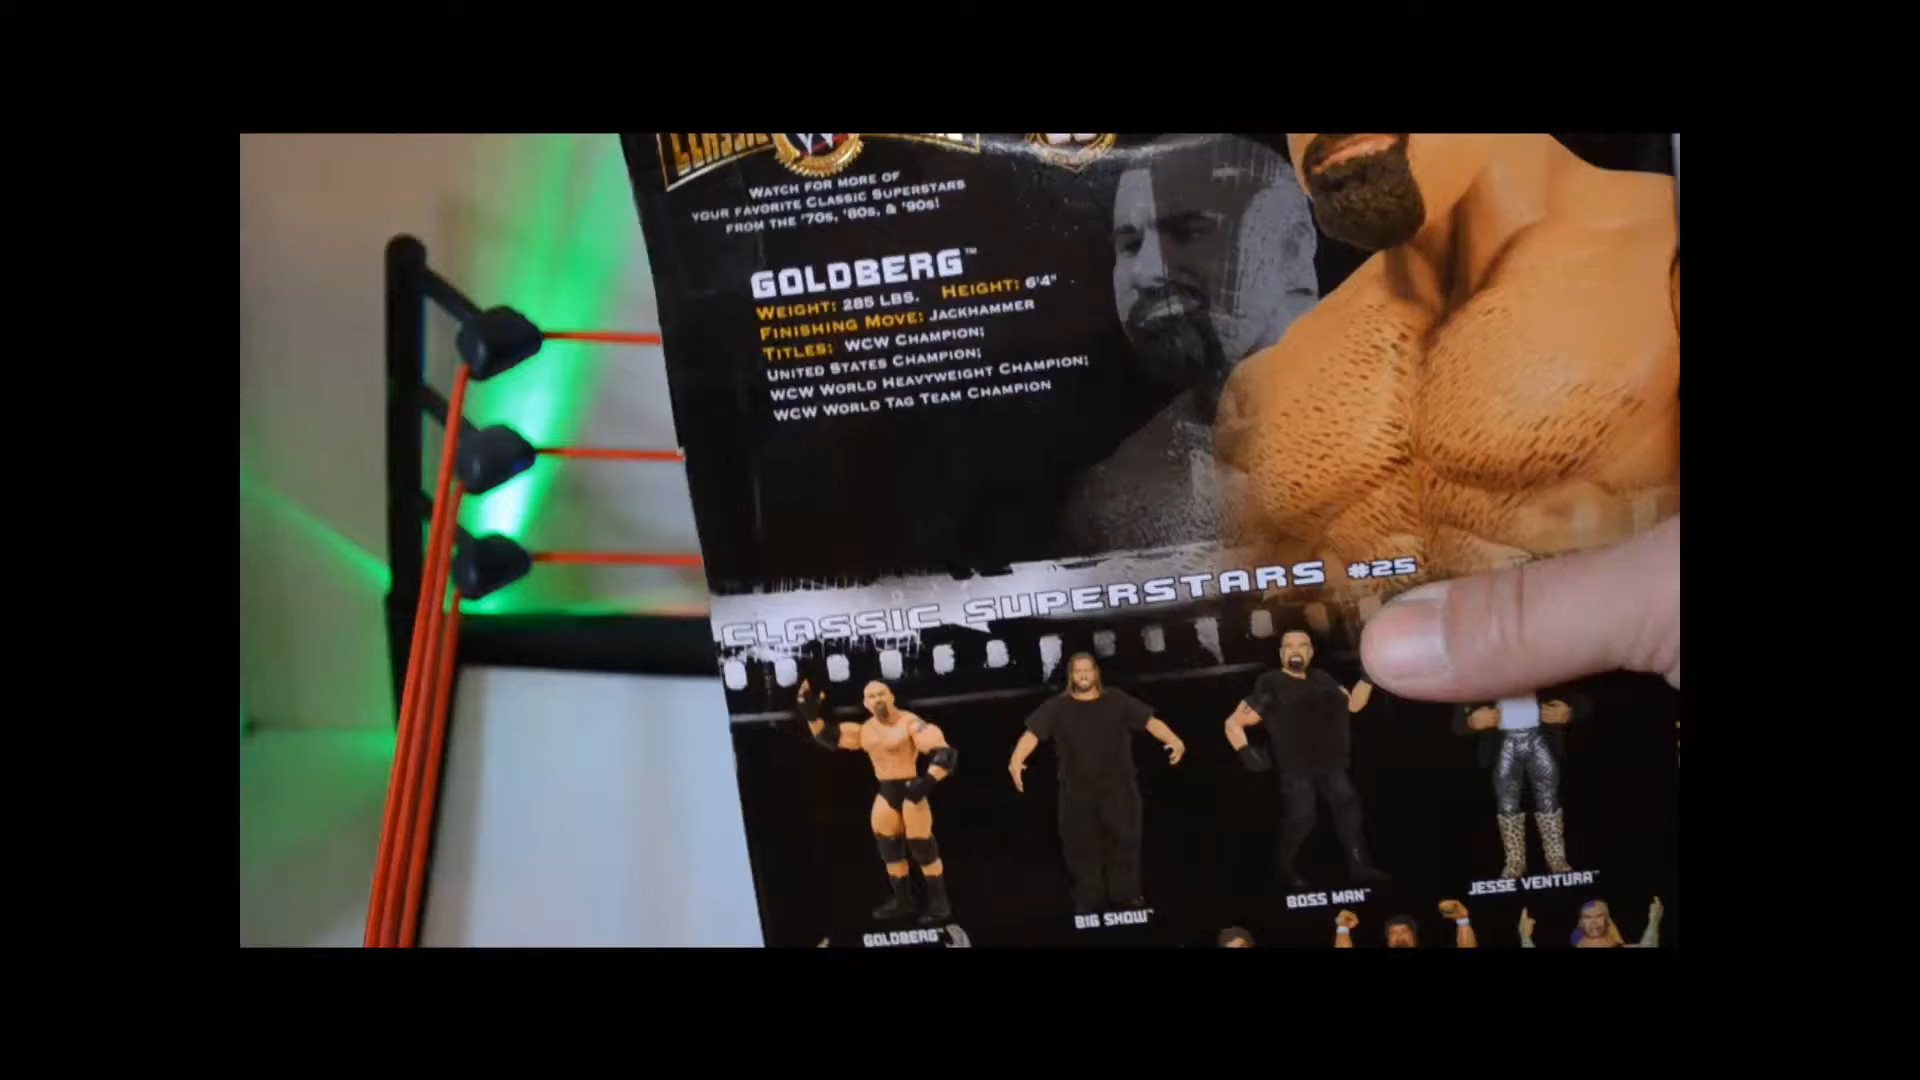 CLASSIC
W
WATCH FOR MORE OF
YOUR FAVORITE CLASSIC SUPERSTARS
FROM THE '70s, '80s, & '90s!
GOLDBERG™
WEIGHT: 285 LBS. HEIGHT: 6'4"
FINISHING MOVE: JACKHAMMER
TITLES: WCW CHAMPION;
UNITED STATES CHAMPION;
WCW WORLD HEAVYWEIGHT CHAMPION;
WCW WORLD TAG TEAM CHAMPION
CLASSIC SUPERSTARS #25
GOLDBERG™
BIG SHOW™
BOSS MAN™
JESSE VENTURA™